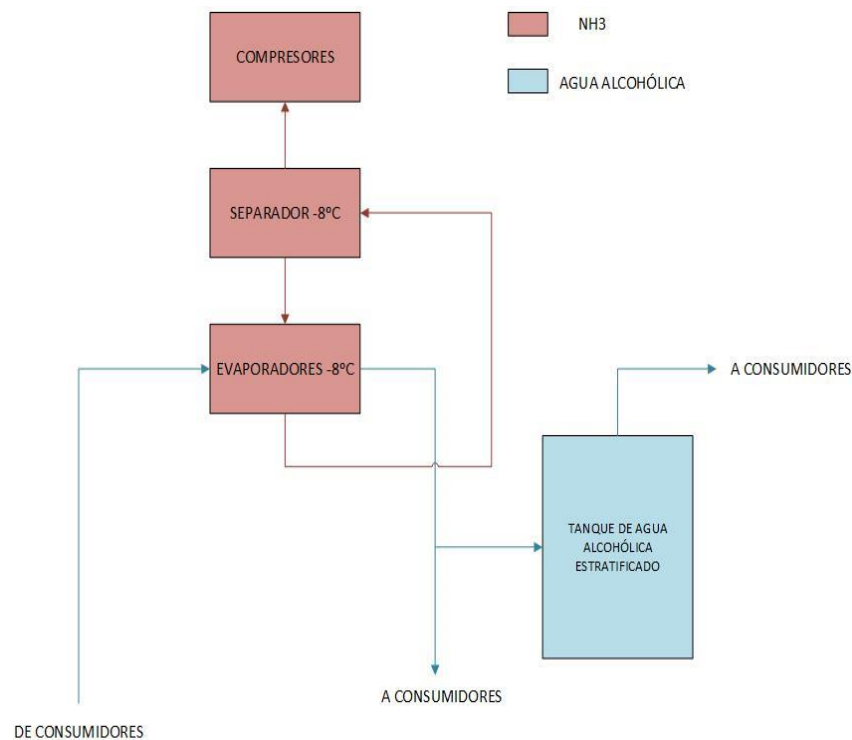 NH3
COMPRESORES
AGUA ALCOHÓLICA
SEPARADOR -8ºC
EVAPORADORES -8ºC
A CONSUMIDORES
TANQUE DE AGUA
ALCOHÓLICA
ESTRATIFICADO
A CONSUMIDORES
DE CONSUMIDORES